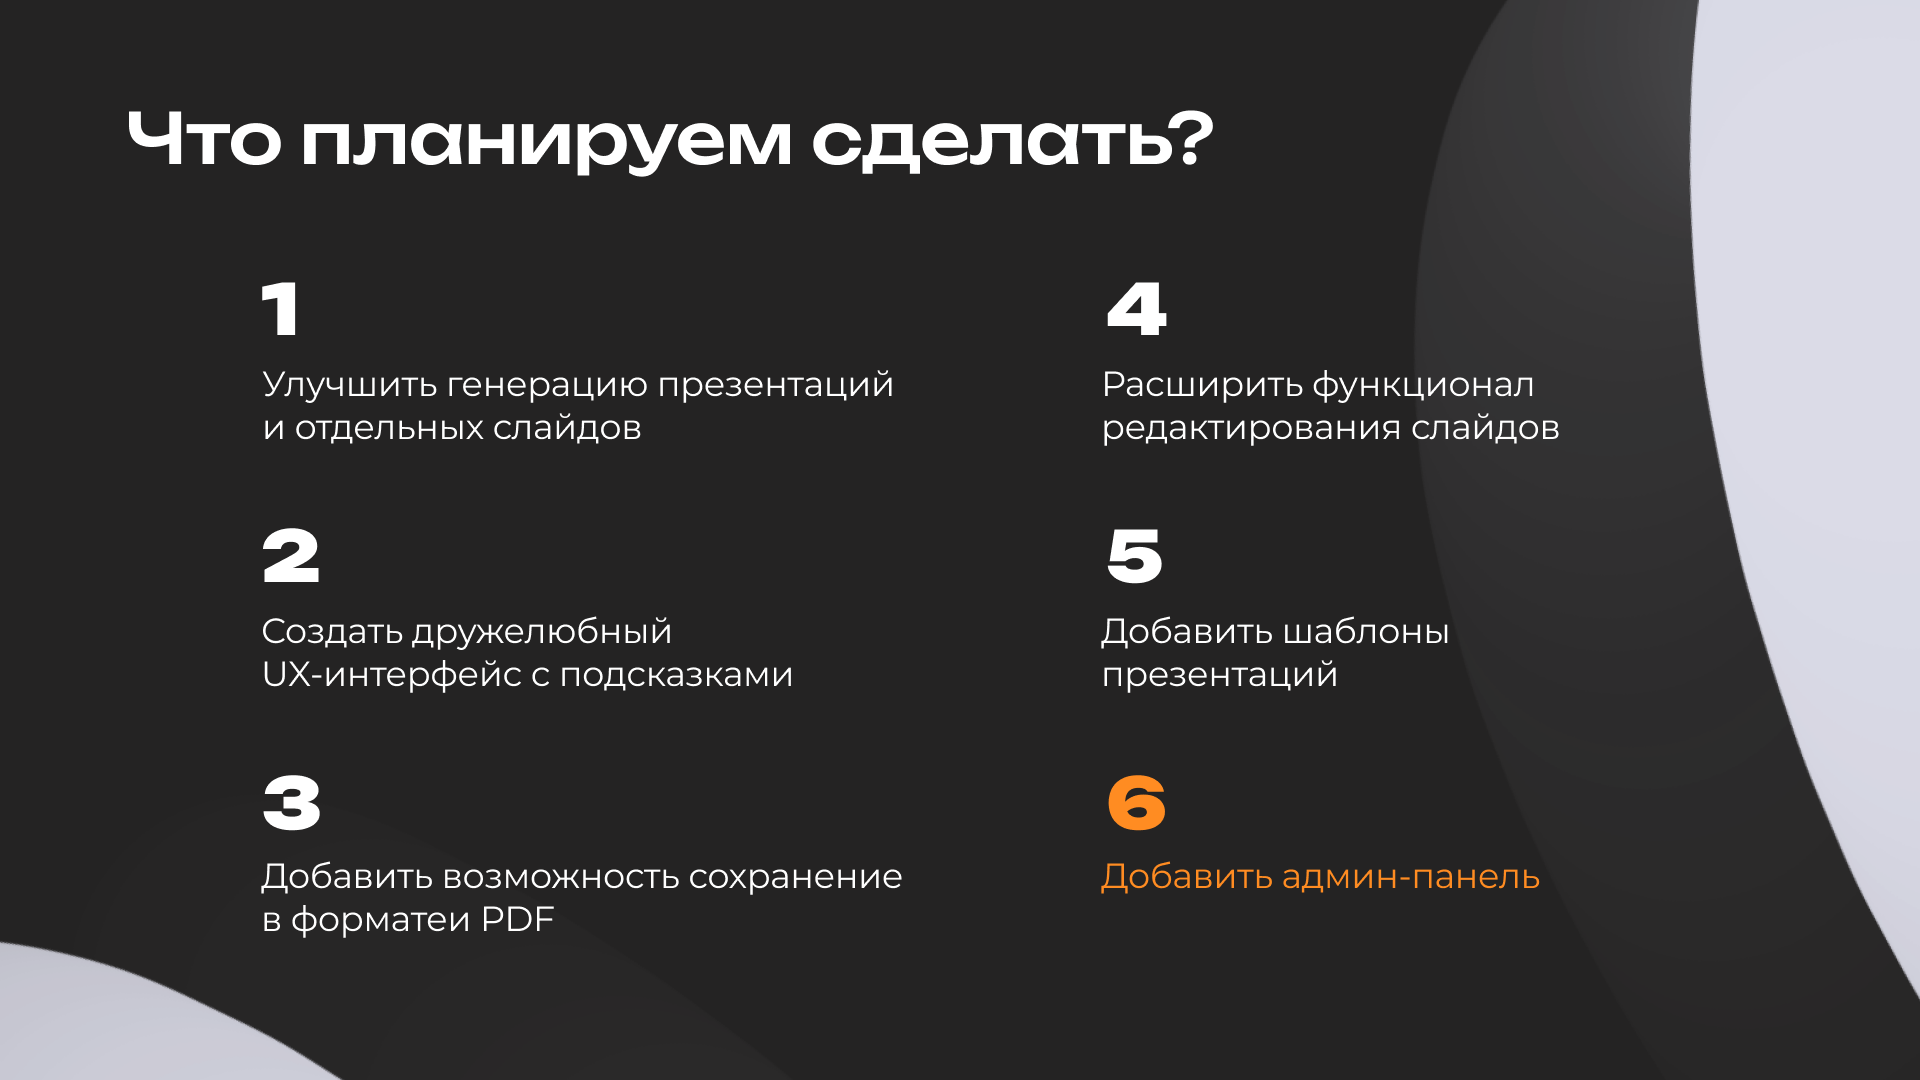 Что планируем сделать?
1
Улучшить генерацию презентаций
и отдельных слайдов
2
Создать дружелюбный
UX-интерфейс с подсказками
3
Добавить возможность сохранение
в форматеи PDF
4
Расширить функционал
редактирования слайдов
5
Добавить шаблоны
презентаций
6
Добавить админ-панель